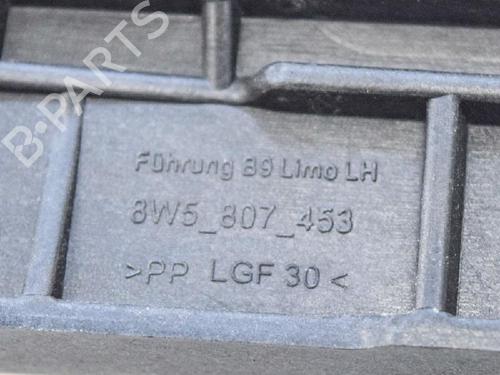 B-PARTS
Führung B9 Limo LH
8W5_807_453
>PP LGF 30<